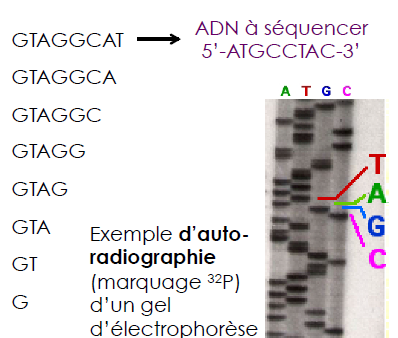 GTAGGCAT
ADN à séquencer
5’-ATGCCTAC-3’
GTAGGCA
GTAGGC
GTAGG
GTAG
GTA
GT
G
Exemple d’auto-
radiographie
(marquage ³²P)
d’un gel
d’électrophorèse
A T G C
T
A
G
C